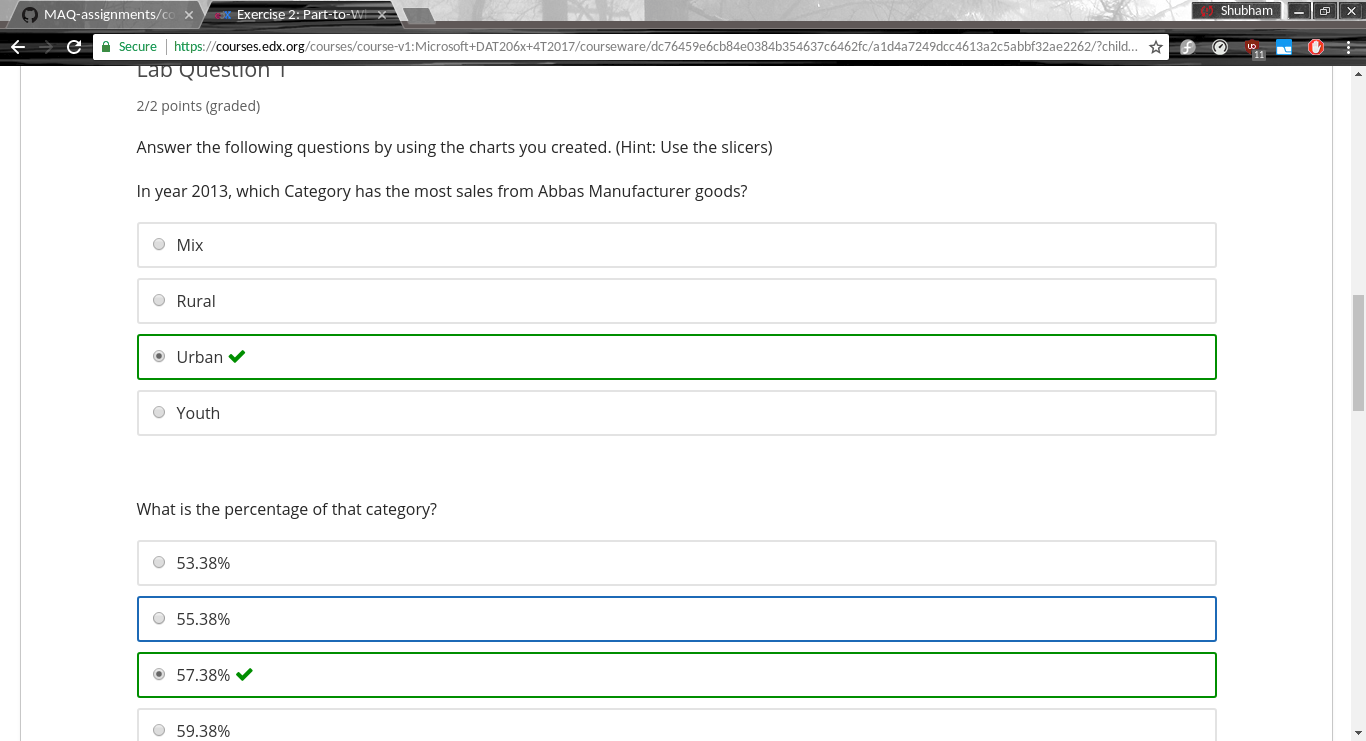 MAQ-assignments/co
Exercise 2: Part-to-W
Shubham
Secure
https://courses.edx.org/courses/course-v1:Microsoft+DAT206x+4T2017/courseware/dc76459e6cb84e0384b354637c6462fc/a1d4a7249dcc4613a2c5abbf32ae2262/?child...
11
Lab Question 1
2/2 points (graded)
Answer the following questions by using the charts you created. (Hint: Use the slicers)
In year 2013, which Category has the most sales from Abbas Manufacturer goods?
Mix
Rural
Urban
Youth
What is the percentage of that category?
53.38%
55.38%
57.38%
59.38%